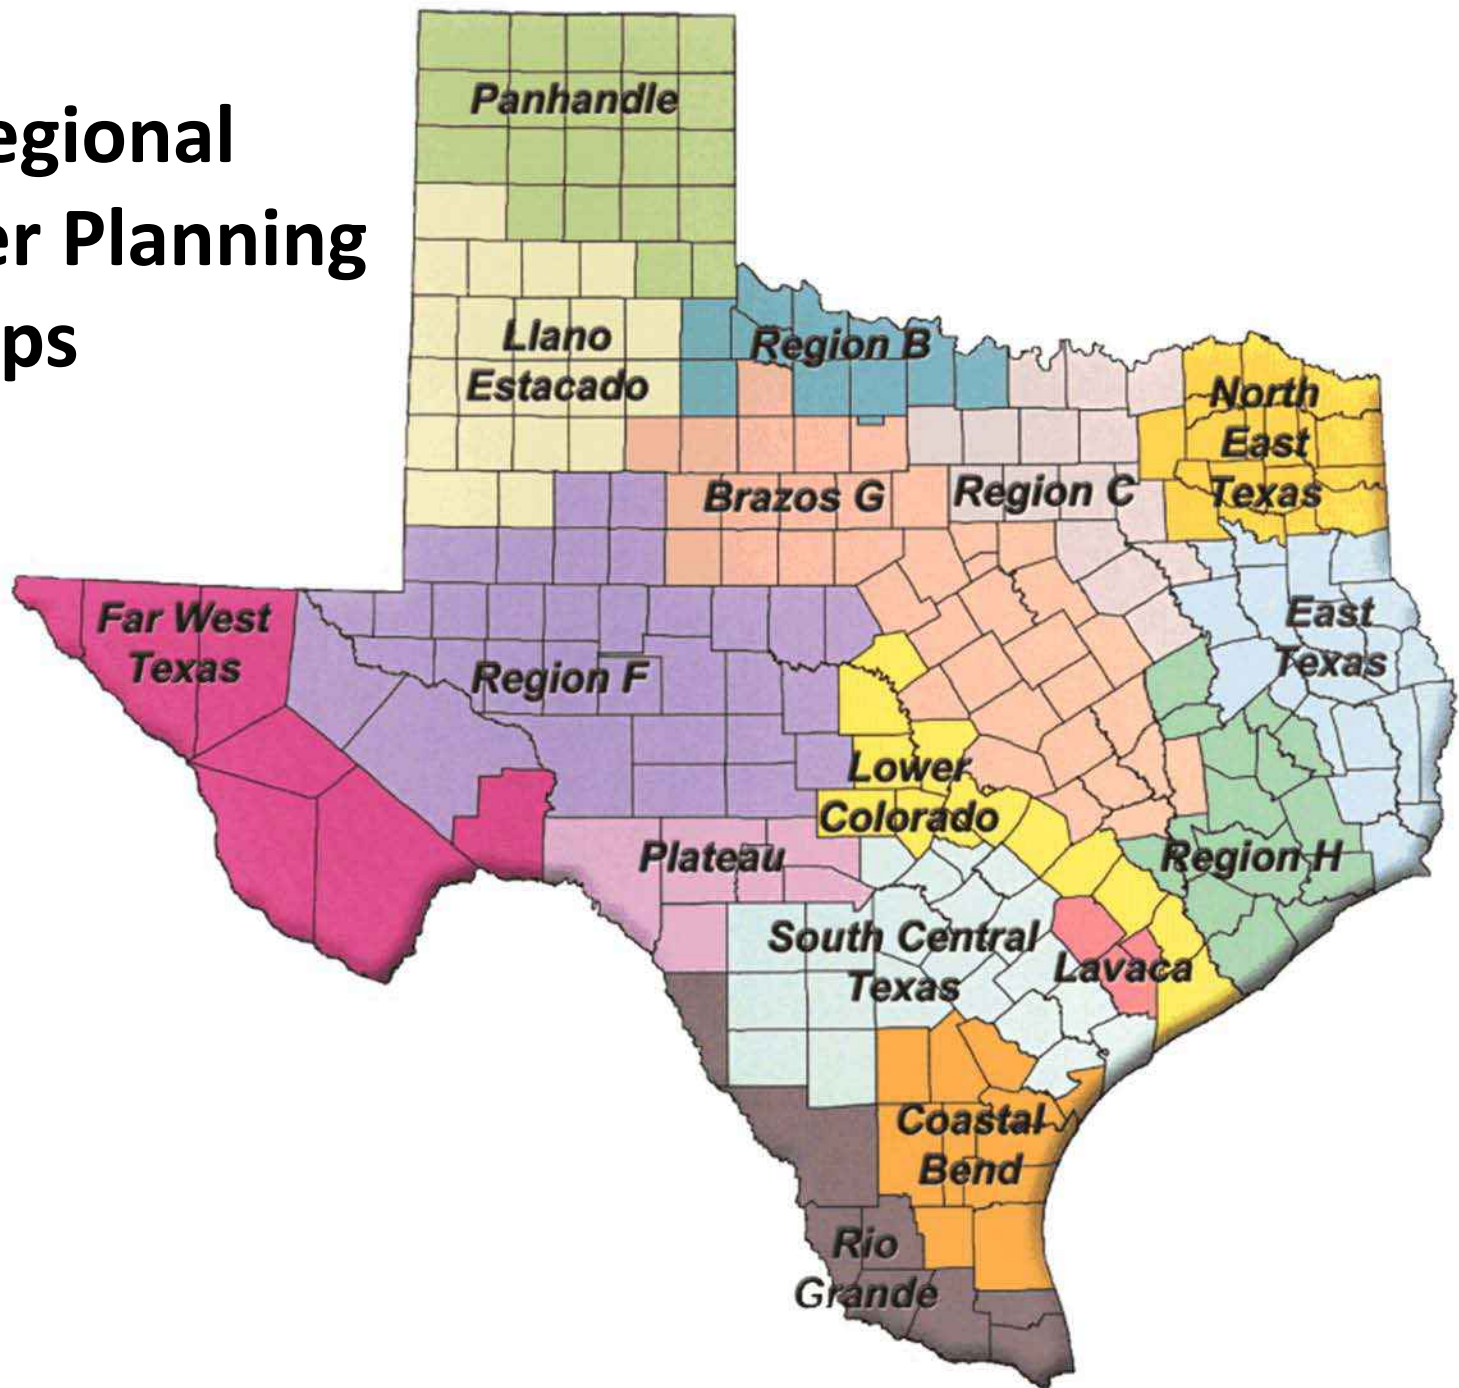 egional
er Planning
ps
Panhandle
Llano
Estacado
Region B
North
East
Texas
Brazos G
Region C
Far West
Texas
Region F
East
Texas
Lower
Colorado
Plateau
Region H
South Central
Texas
Lavaca
Coastal
Bend
Rio
Grande